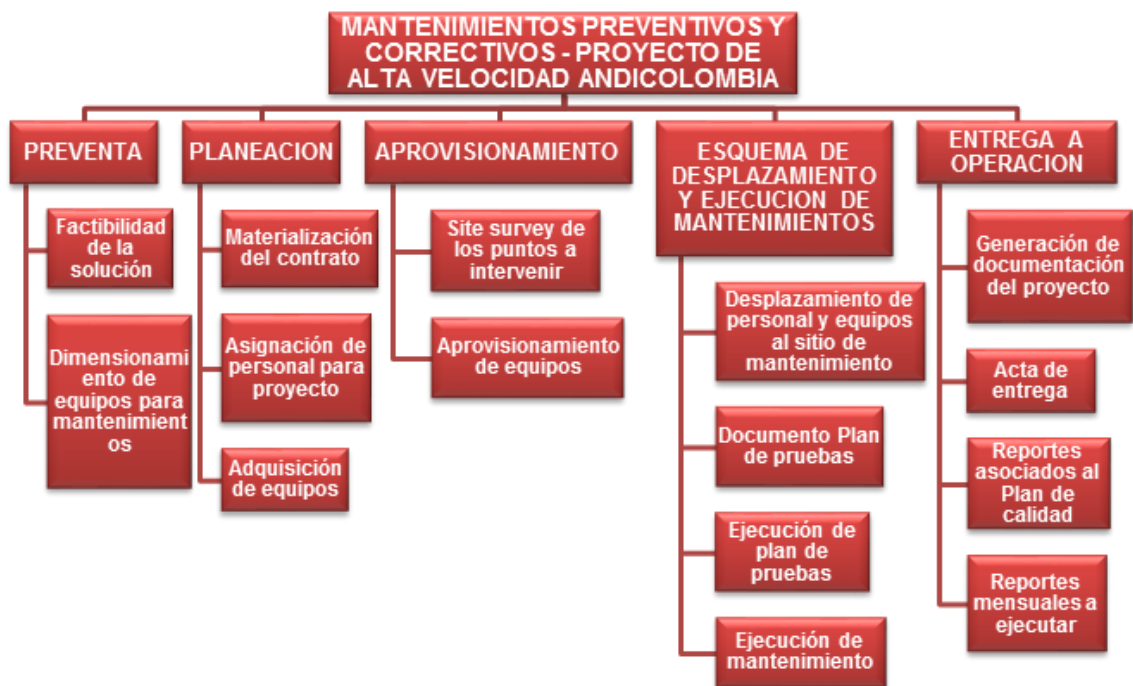 MANTENIMIENTOS PREVENTIVOS Y
CORRECTIVOS - PROYECTO DE
ALTA VELOCIDAD ANDICOLOMBIA
PREVENTA
Factibilidad
de la
solución
Dimensionami
ento de
equipos para
mantenimient
os
PLANEACION
Materialización
del contrato
Asignación de
personal para
proyecto
Adquisición
de equipos
APROVISIONAMIENTO
Site survey de
los puntos a
intervenir
Aprovisionamiento
de equipos
ESQUEMA DE
DESPLAZAMIENTO
Y EJECUCION DE
MANTENIMIENTOS
Desplazamiento de
personal y equipos
al sitio de
mantenimiento
Documento Plan
de pruebas
Ejecución de
plan de
pruebas
Ejecución de
mantenimiento
ENTREGA A
OPERACION
Generación de
documentación
del proyecto
Acta de
entrega
Reportes
asociados al
Plan de
calidad
Reportes
mensuales a
ejecutar